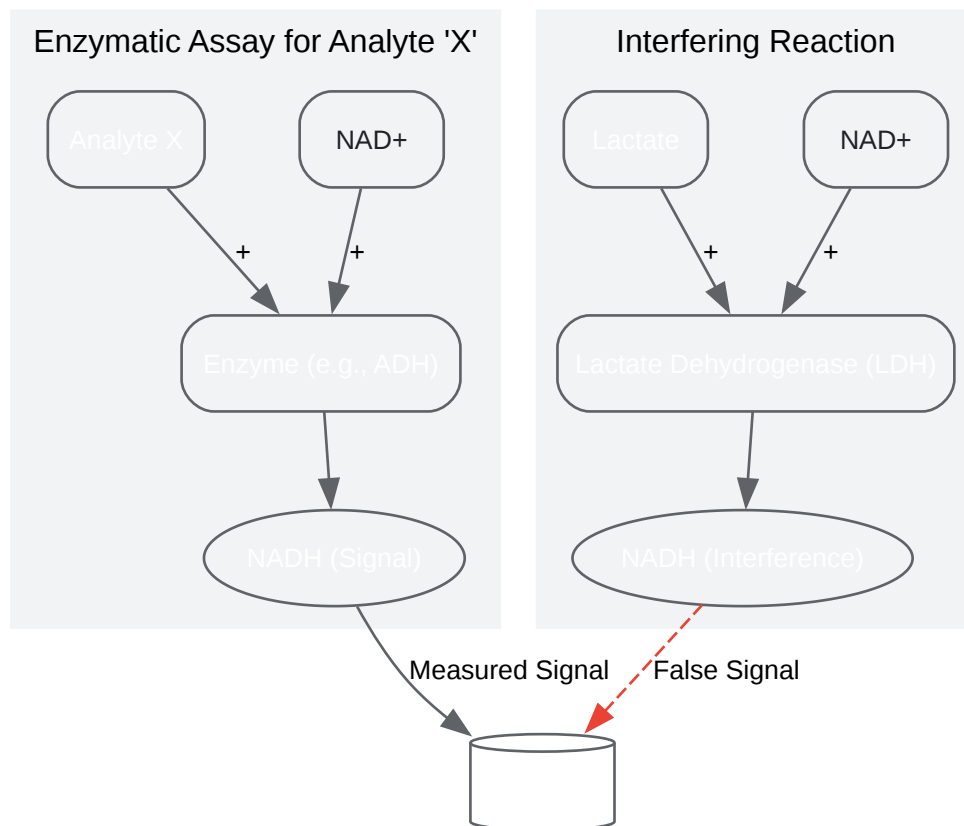 Enzymatic Assay for Analyte 'X'
Interfering Reaction
Analyte X
NAD+
Lactate
NAD+
+
+
+
+
Enzyme (e.g., ADH)
Lactate Dehydrogenase (LDH)
NADH (Signal)
NADH (Interference)
Measured Signal
False Signal